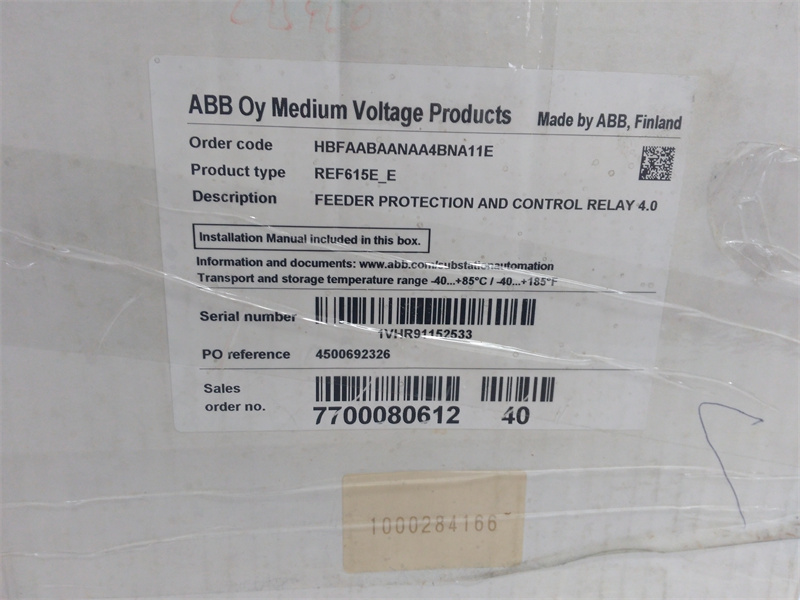 ABB Oy Medium Voltage Products
Made by ABB, Finland
Order code HBFAABAANAA4BNA11E
Product type REF615E_E
Description FEEDER PROTECTION AND CONTROL RELAY 4.0
Installation Manual included in this box.
Information and documents: www.abb.com/substationautomation
Transport and storage temperature range -40...+85°C / -40...+185°F
Serial number
1VHR91152533
PO reference 4500692326
Sales
order no.
7700080612 40
1000284166